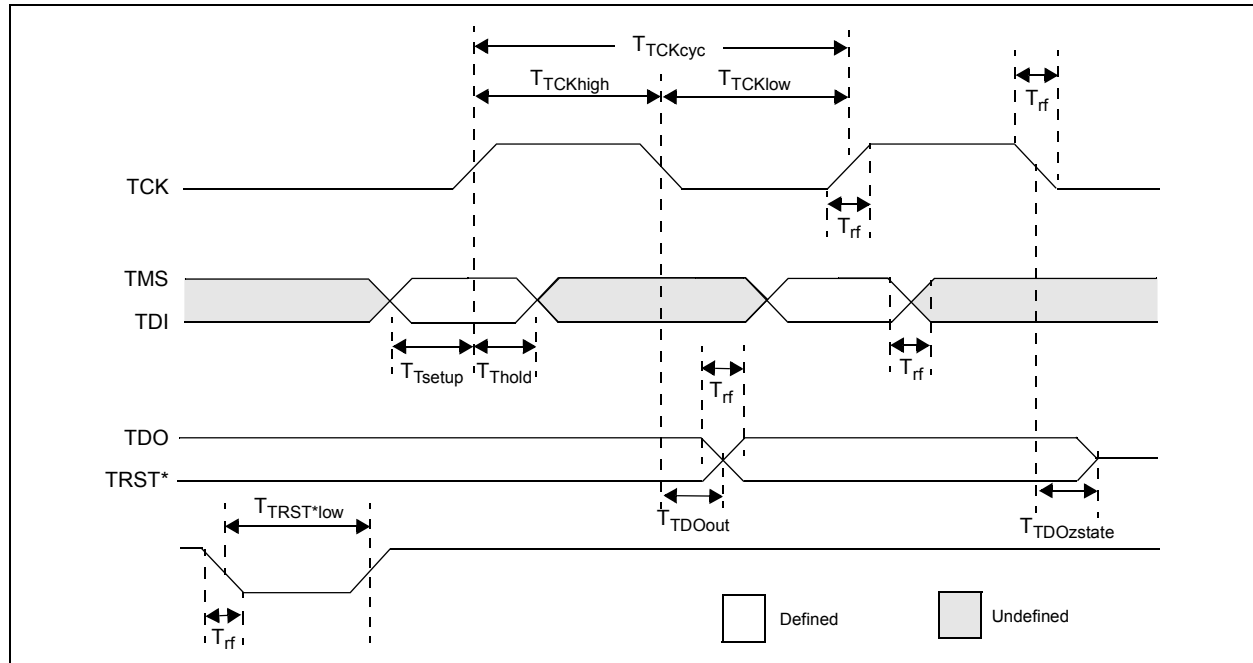 TTCKcyc
TTCKhigh
TTCKlow
Trf
TCK
Trf
TMS
TDI
TTsetup
TThold
Trf
Trf
TDO
TRST*
TTRST*low
TTDOout
TTDOzstate
Trf
Defined
Undefined